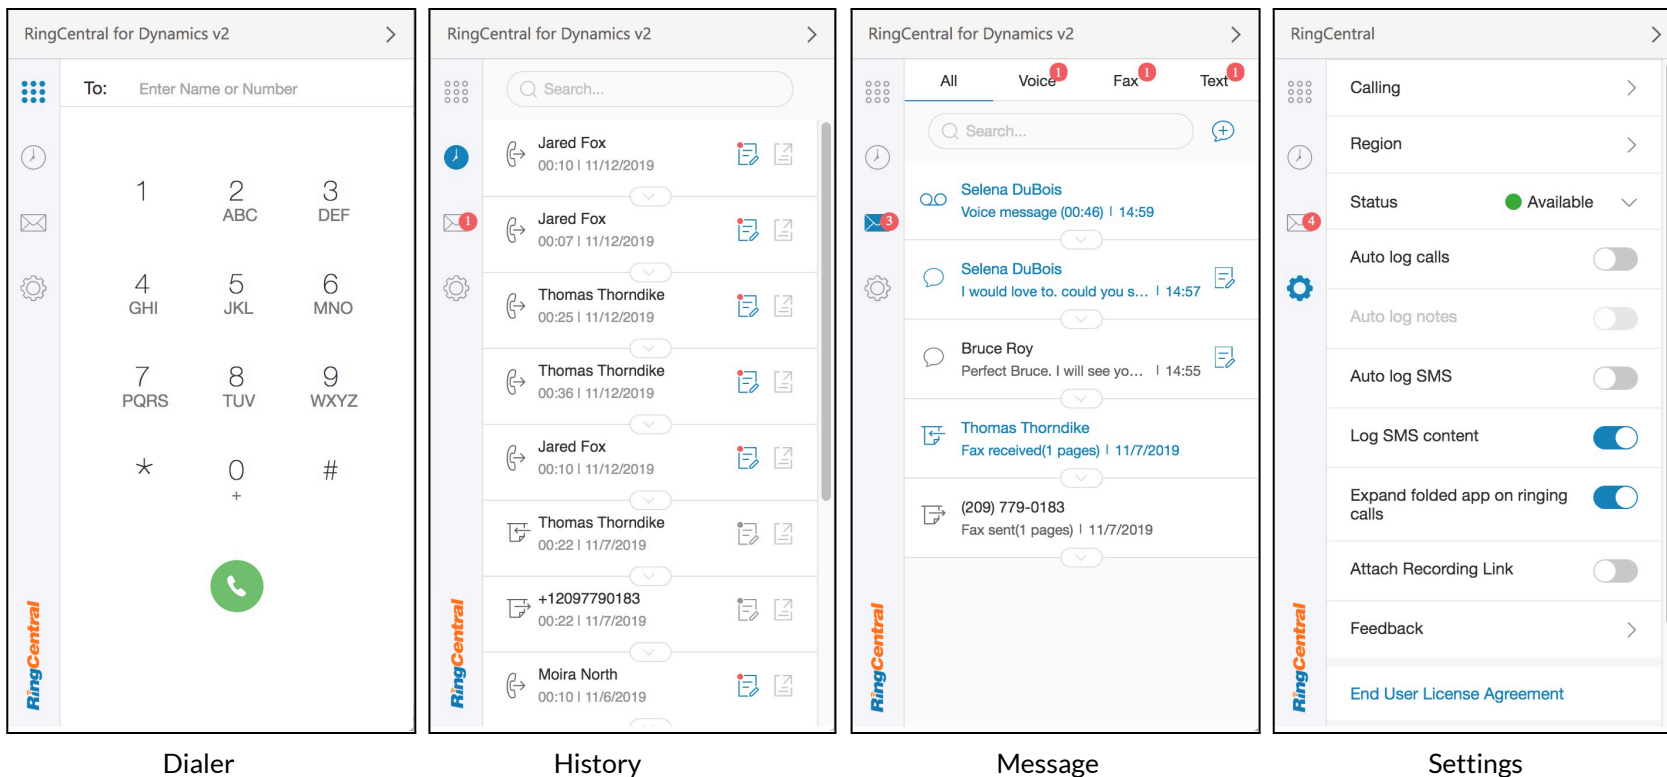 RingCentral for Dynamics v2
To: Enter Name or Number
1 2 3
ABC DEF
4 5 6
GHI JKL MNO
7 8 9
PQRS TUV WXYZ
* 0 #
+
RingCentral
Dialer
RingCentral for Dynamics v2
Search...
1
Jared Fox
00:10 | 11/12/2019
Jared Fox
00:07 | 11/12/2019
Thomas Thorndike
00:25 | 11/12/2019
Thomas Thorndike
00:36 | 11/12/2019
Jared Fox
00:10 | 11/12/2019
Thomas Thorndike
00:22 | 11/7/2019
+12097790183
00:22 | 11/7/2019
Moira North
00:10 | 11/6/2019
RingCentral
History
RingCentral for Dynamics v2
All Voice 1 Fax 1 Text 1
Search...
3
Selena DuBois
Voice message (00:46) | 14:59
Selena DuBois
I would love to. could you s... | 14:57
Bruce Roy
Perfect Bruce. I will see yo... | 14:55
Thomas Thorndike
Fax received(1 pages) | 11/7/2019
(209) 779-0183
Fax sent(1 pages) | 11/7/2019
RingCentral
Message
RingCentral
4
Calling
Region
Status Available
Auto log calls
Auto log notes
Auto log SMS
Log SMS content
Expand folded app on ringing
calls
Attach Recording Link
Feedback
End User License Agreement
RingCentral
Settings